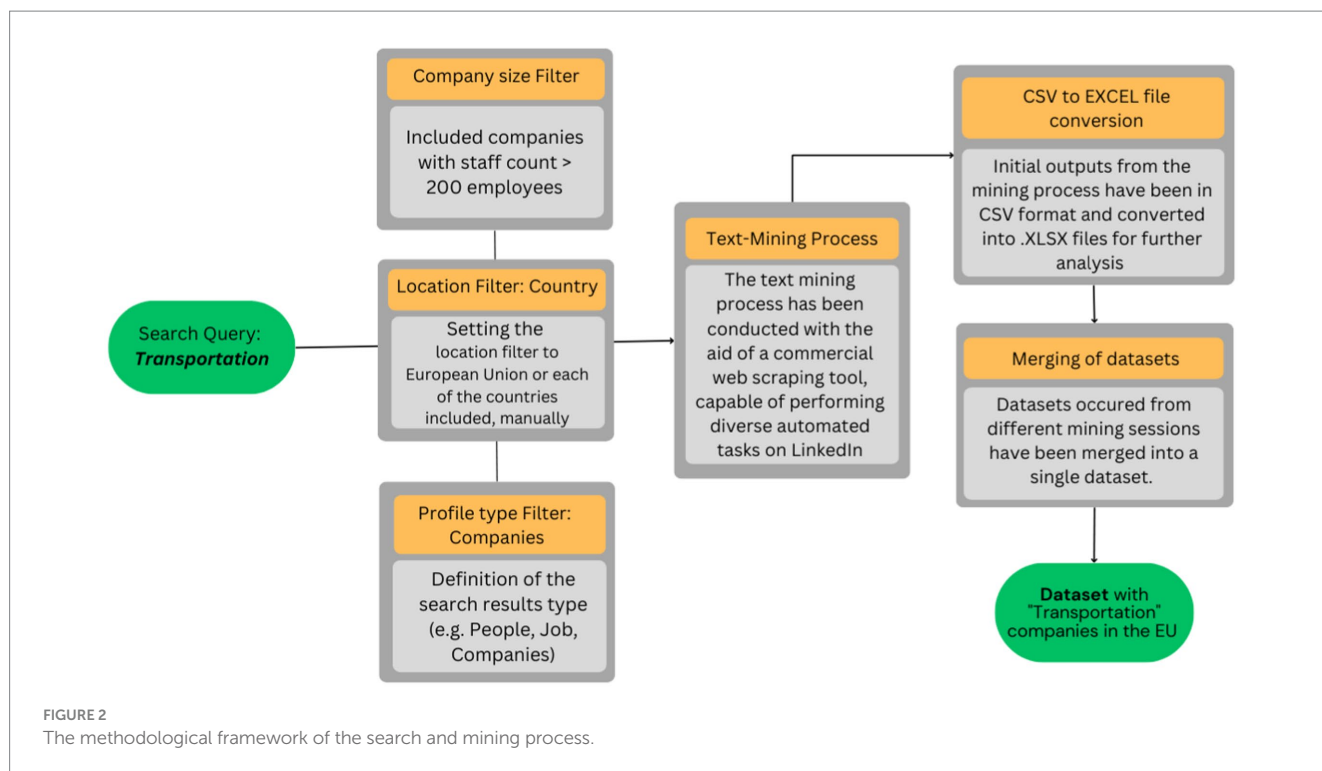 Search Query:
Transportation
Company size Filter
Included companies
with staff count >
200 employees
Location Filter: Country
Setting the
location filter to
European Union or each
of the countries
included, manually
Profile type Filter:
Companies
Definition of the
search results type
(e.g. People, Job,
Companies)
Text-Mining Process
The text mining
process has been
conducted with the
aid of a commercial
web scraping tool,
capable of performing
diverse automated
tasks on LinkedIn
CSV to EXCEL file
conversion
Initial outputs from the
mining process have been in
CSV format and converted
into .XLSX files for further
analysis
Merging of datasets
Datasets occured from
different mining sessions
have been merged into a
single dataset.
Dataset with
"Transportation"
companies in the EU
FIGURE 2
The methodological framework of the search and mining process.